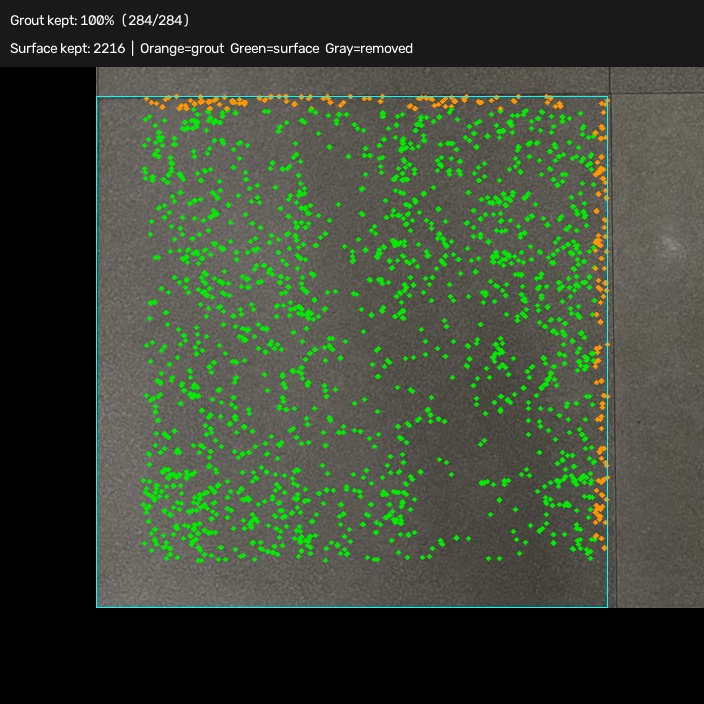 Grout kept: 100% (284/284)
Surface kept: 2216 | Orange=grout Green=surface Gray=removed